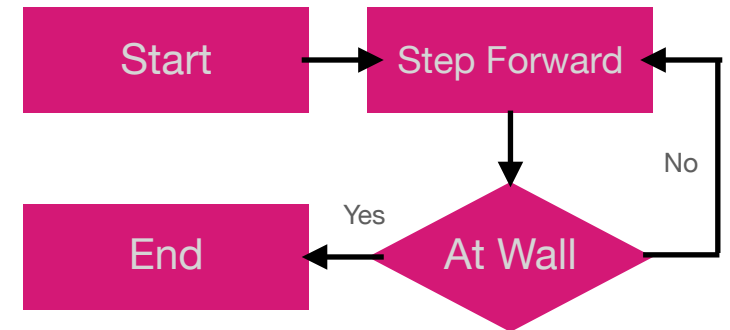 Start
Step Forward
No
Yes
End
At Wall